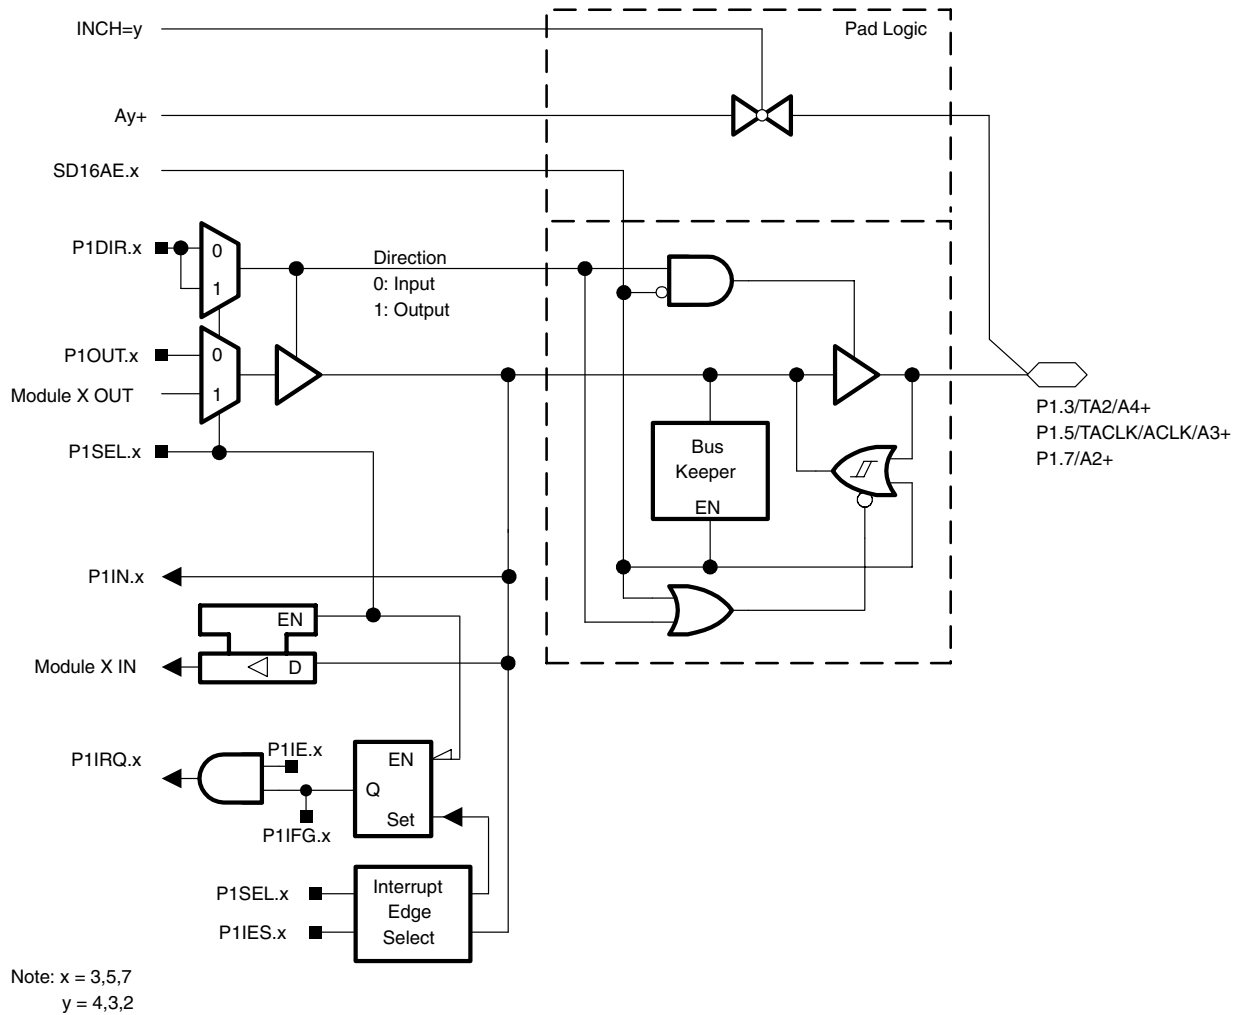 INCH=y
Pad Logic
Ay+
SD16AE.x
P1DIR.x
0
1
Direction
0: Input
1: Output
P1OUT.x
0
Module X OUT
1
P1SEL.x
P1.3/TA2/A4+
P1.5/TACLK/ACLK/A3+
P1.7/A2+
Bus
Keeper
EN
P1IN.x
EN
Module X IN
D
P1IRQ.x
P1IE.x
EN
Q
Set
P1IFG.x
P1SEL.x
P1IES.x
Interrupt
Edge
Select
Note: x = 3,5,7
y = 4,3,2